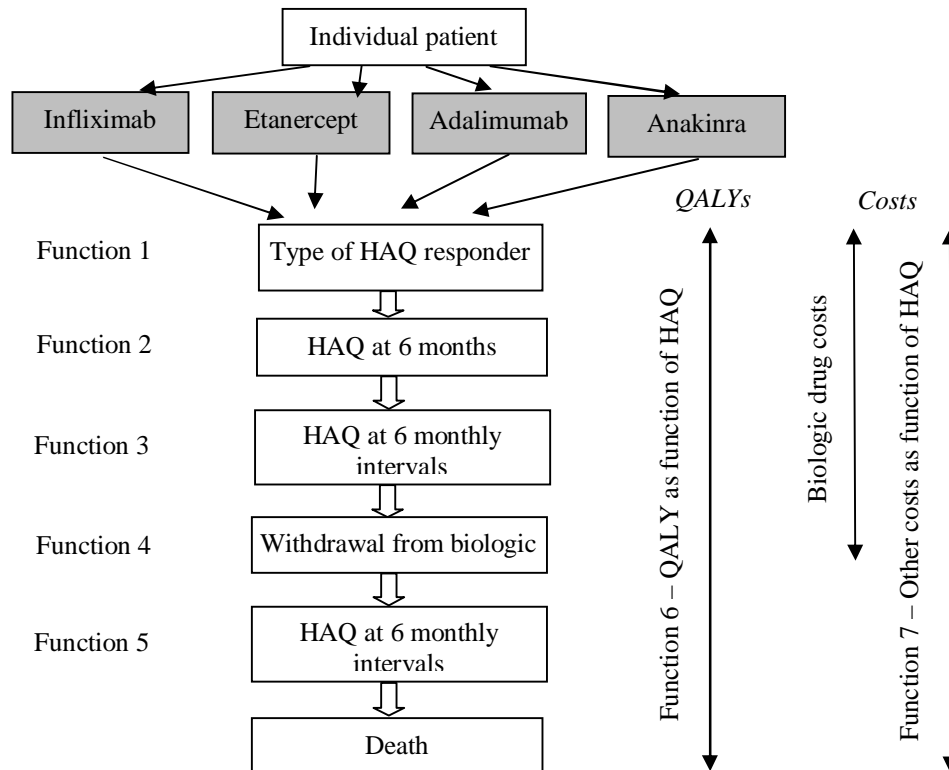 Individual patient
Infliximab
Etanercept
Adalimumab
Anakinra
QALYs
Costs
Function 1
Type of HAQ responder
Function 2
HAQ at 6 months
Function 3
HAQ at 6 monthly
intervals
Function 4
Withdrawal from biologic
Function 5
HAQ at 6 monthly
intervals
Death
Function 6 – QALY as function of HAQ
Biologic drug costs
Function 7 – Other costs as function of HAQ